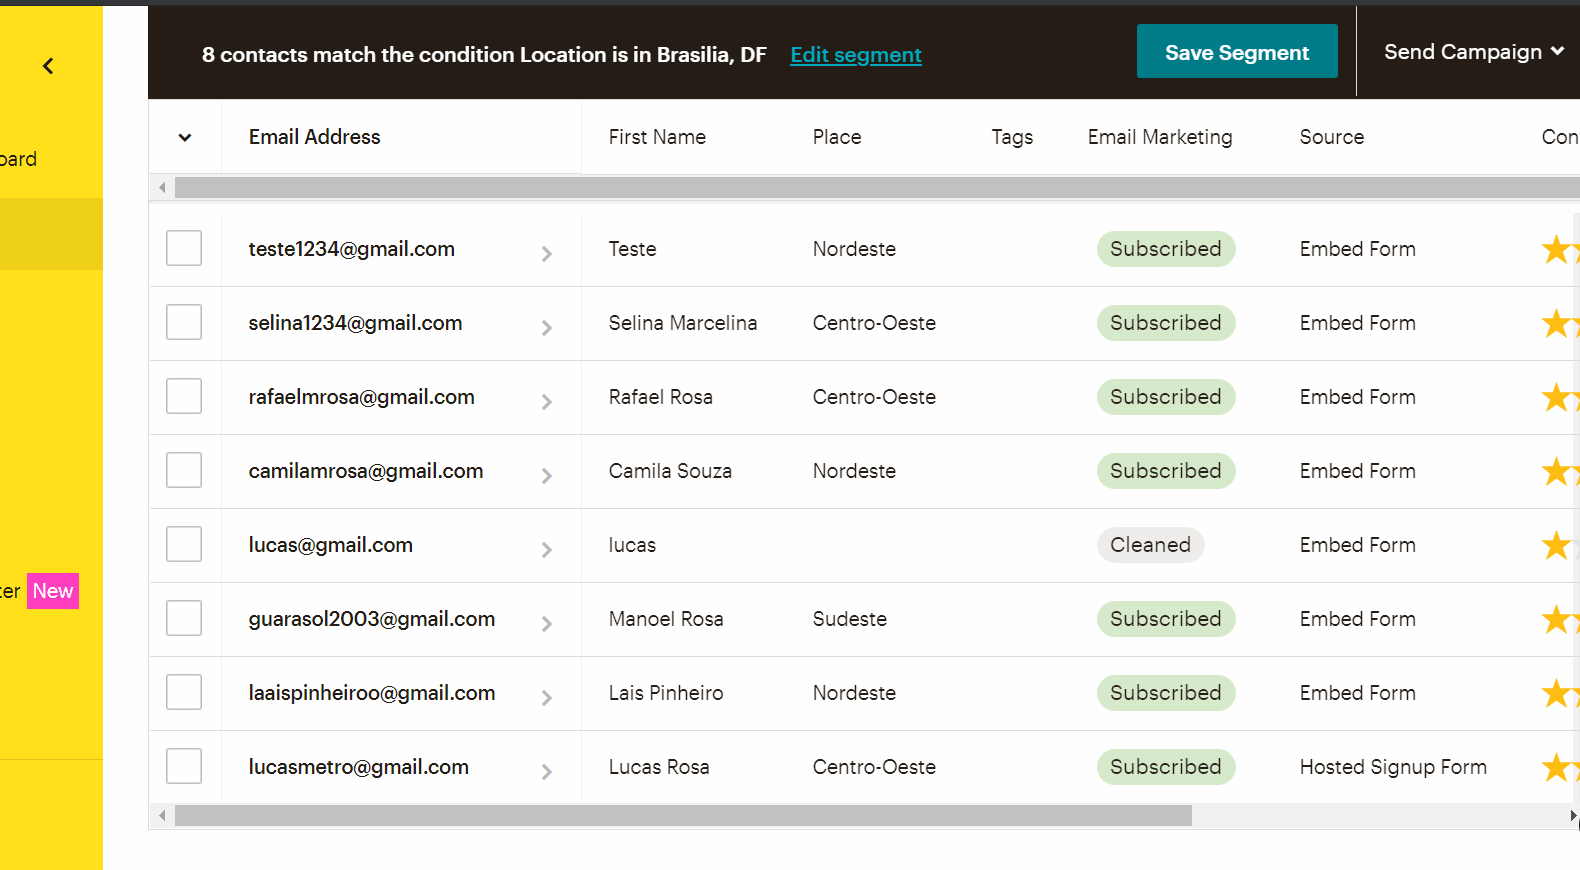 8 contacts match the condition Location is in Brasilia, DF Edit segment Save Segment Send Campaign
Email Address First Name Place Tags Email Marketing Source Con
oard
teste1234@gmail.com Teste Nordeste Subscribed Embed Form
selina1234@gmail.com Selina Marcelina Centro-Oeste Subscribed Embed Form
rafaelmrosa@gmail.com Rafael Rosa Centro-Oeste Subscribed Embed Form
camilamrosa@gmail.com Camila Souza Nordeste Subscribed Embed Form
lucas@gmail.com lucas Cleaned Embed Form
ter New
guarasol2003@gmail.com Manoel Rosa Sudeste Subscribed Embed Form
laaispinheiroo@gmail.com Lais Pinheiro Nordeste Subscribed Embed Form
lucasmetro@gmail.com Lucas Rosa Centro-Oeste Subscribed Hosted Signup Form